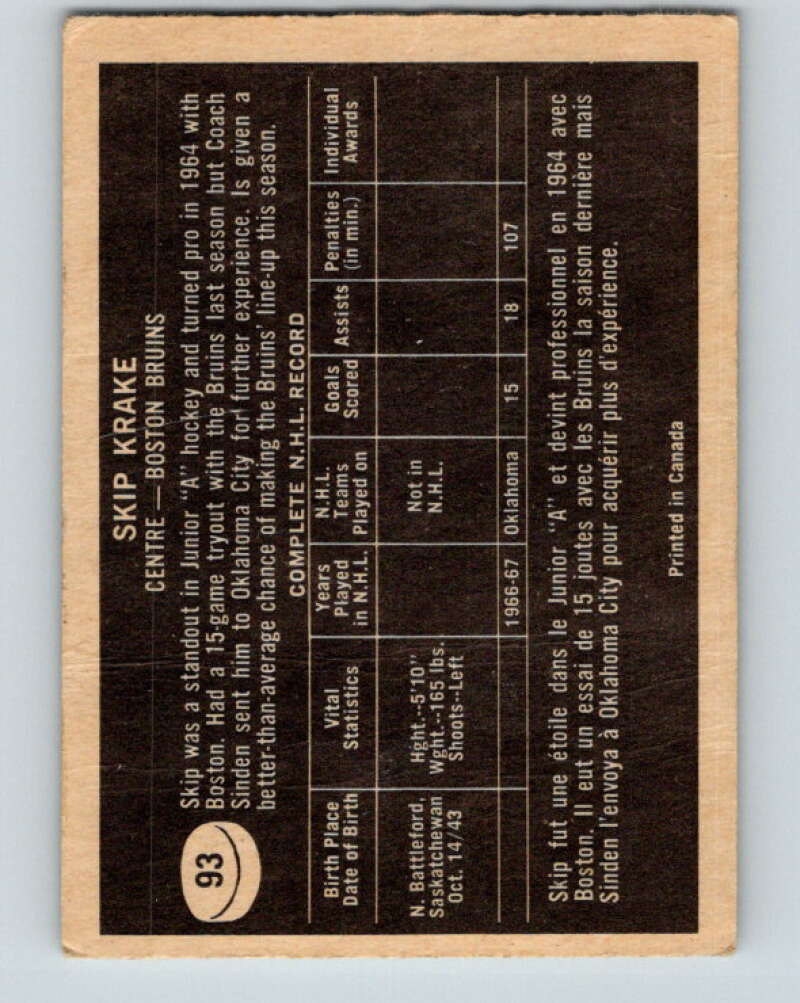 93
SKIP KRAKE
CENTRE — BOSTON BRUINS
Skip was a standout in Junior "A" hockey and turned pro in 1964 with
Boston. Had a 15-game tryout with the Bruins last season but Coach
Sinden sent him to Oklahoma City for further experience. Is given a
better-than-average chance of making the Bruins' line-up this season.
COMPLETE N.H.L. RECORD
Birth Place
Date of Birth
Vital
Statistics
Years
Played
in N.H.L.
N.H.L.
Teams
Played on
Goals
Scored
Assists
Penalties
(in min.)
Individual
Awards
N. Battleford,
Saskatchewan
Oct. 14/43
Hght.--5'10"
Wght.--165 lbs.
Shoots--Left
Not in
N.H.L.
1966-67 Oklahoma 15 18 107
Skip fut une étoile dans le Junior "A" et devint professionnel en 1964 avec
Boston. Il eut un essai de 15 joutes avec les Bruins la saison dernière mais
Sinden l'envoya à Oklahoma City pour acquérir plus d'expérience.
Printed in Canada